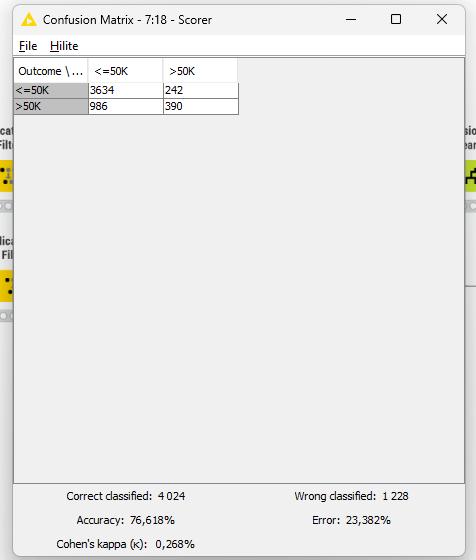 Confusion Matrix - 7:18 - Scorer
File Hilite
Outcome \ ... <=50K >50K
<=50K 3634 242
>50K 986 390
Correct classified: 4 024 Wrong classified: 1 228
Accuracy: 76,618% Error: 23,382%
Cohen's kappa (κ): 0,268%